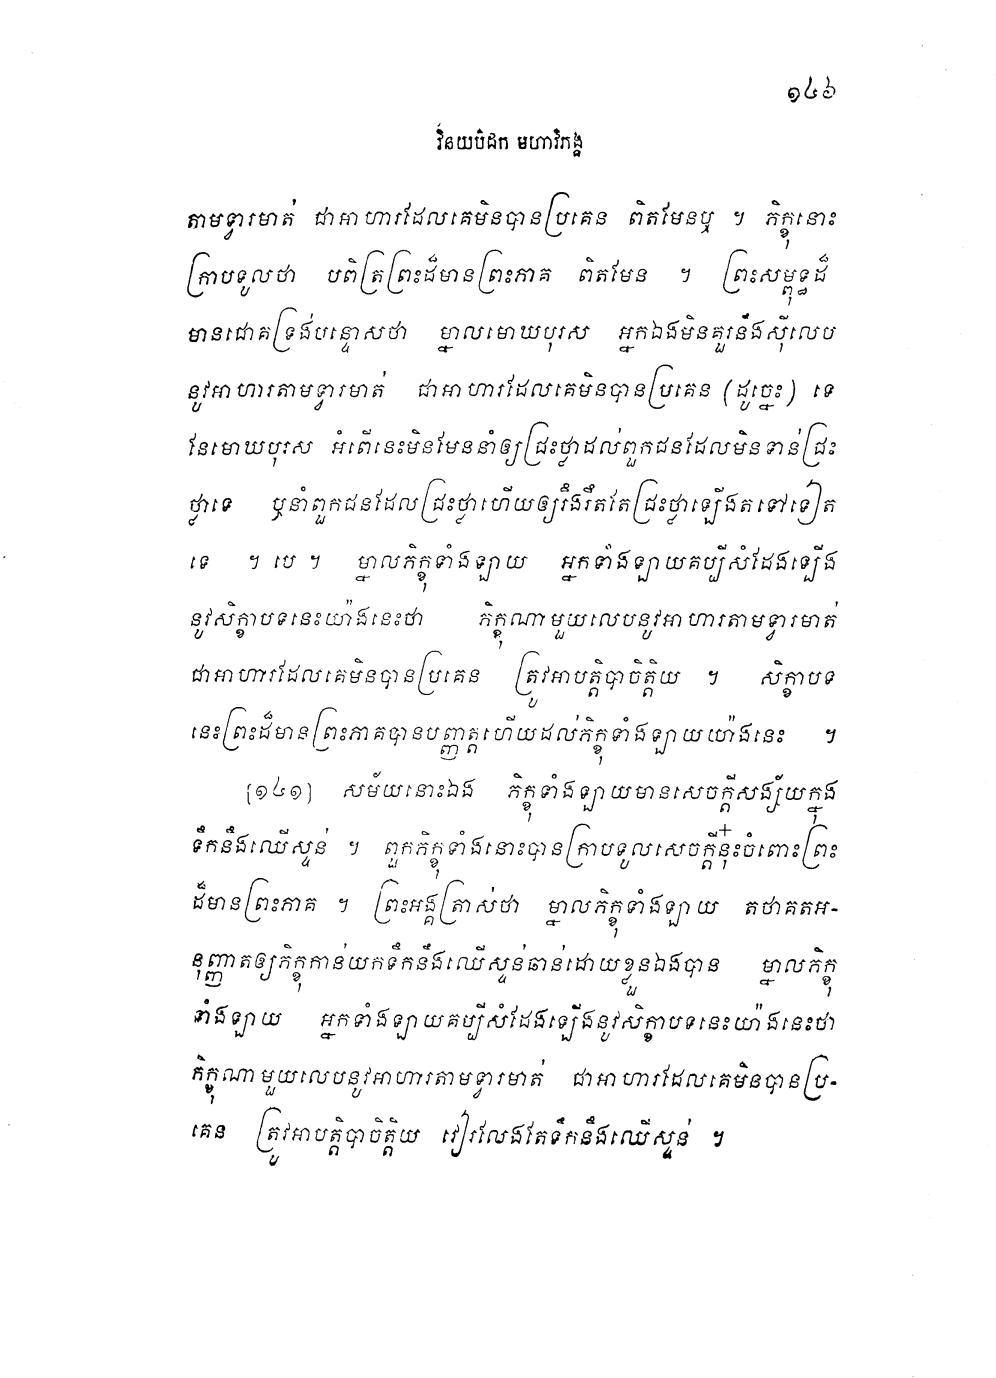 ១៤៦
វិនយបិដក មហាវិភង្គ
តាមទ្វារមាត់ ជាអាហារដែលគេមិនបានប្រគេន ពិតមែនឬ ។ ភិក្ខុនោះ
ក្រាបទូលថា បពិត្រព្រះដ៏មានព្រះភាគ ពិតមែន ។ ព្រះសម្ពុទ្ធដ៏
មានជោគទ្រង់បន្ទោសថា ម្នាលមោឃបុរស អ្នកឯងមិនគួរនឹងស៊ីលេប
នូវអាហារតាមទ្វារមាត់ ជាអាហារដែលគេមិនបានប្រគេន (ដូច្នេះ) ទេ
នែមោឃបុរស អំពើនេះមិនមែននាំឲ្យជ្រះថ្លាដល់ពួកជនដែលមិនទាន់ជ្រះ
ថ្លាទេ ឬនាំពួកជនដែលជ្រះថ្លាហើយឲ្យរឹងរឹតតែជ្រះថ្លាឡើងតទៅទៀត
ទេ ។ បេ ។ ម្នាលភិក្ខុទាំងឡាយ អ្នកទាំងឡាយគប្បីសំដែងឡើង
នូវសិក្ខាបទនេះយ៉ាងនេះថា ភិក្ខុណាមួយលេបនូវអាហារតាមទ្វារមាត់
ជាអាហារដែលគេមិនបានប្រគេន ត្រូវអាបត្តិបាចិត្តិយ ។ សិក្ខាបទ
នេះព្រះដ៏មានព្រះភាគបានបញ្ញត្តហើយដល់ភិក្ខុទាំងឡាយយ៉ាងនេះ ។
[១៤១] សម័យនោះឯង ភិក្ខុទាំងឡាយមានសេចក្តីសង្ស័យក្នុង
ទឹកនឹងឈើស្ទន់ ។ ពួកភិក្ខុទាំងនោះបានក្រាបទូលសេចក្តីនុ៎ះចំពោះព្រះ
ដ៏មានព្រះភាគ ។ ព្រះអង្គត្រាស់ថា ម្នាលភិក្ខុទាំងឡាយ តថាគតអ-
នុញ្ញាតឲ្យភិក្ខុកាន់យកទឹកនឹងឈើស្ទន់ឆាន់ដោយខ្លួនឯងបាន ម្នាលភិក្ខុ
ទាំងឡាយ អ្នកទាំងឡាយគប្បីសំដែងឡើងនូវសិក្ខាបទនេះយ៉ាងនេះថា
ភិក្ខុណាមួយលេបនូវអាហារតាមទ្វារមាត់ ជាអាហារដែលគេមិនបានប្រ-
គេន ត្រូវអាបត្តិបាចិត្តិយ វៀរលែងតែទឹកនឹងឈើស្ទន់ ។